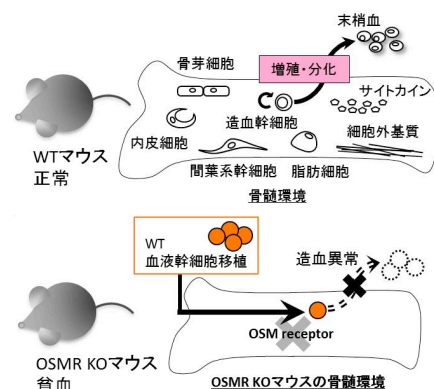 末梢血
骨芽細胞
増殖・分化
サイトカイン
造血幹細胞
内皮細胞
細胞外基質
間葉系幹細胞
脂肪細胞
WTマウス
正常
骨髄環境
WT
血液幹細胞移植
造血異常
OSM receptor
OSMR KOマウス
貧血
OSMR KOマウスの骨髄環境